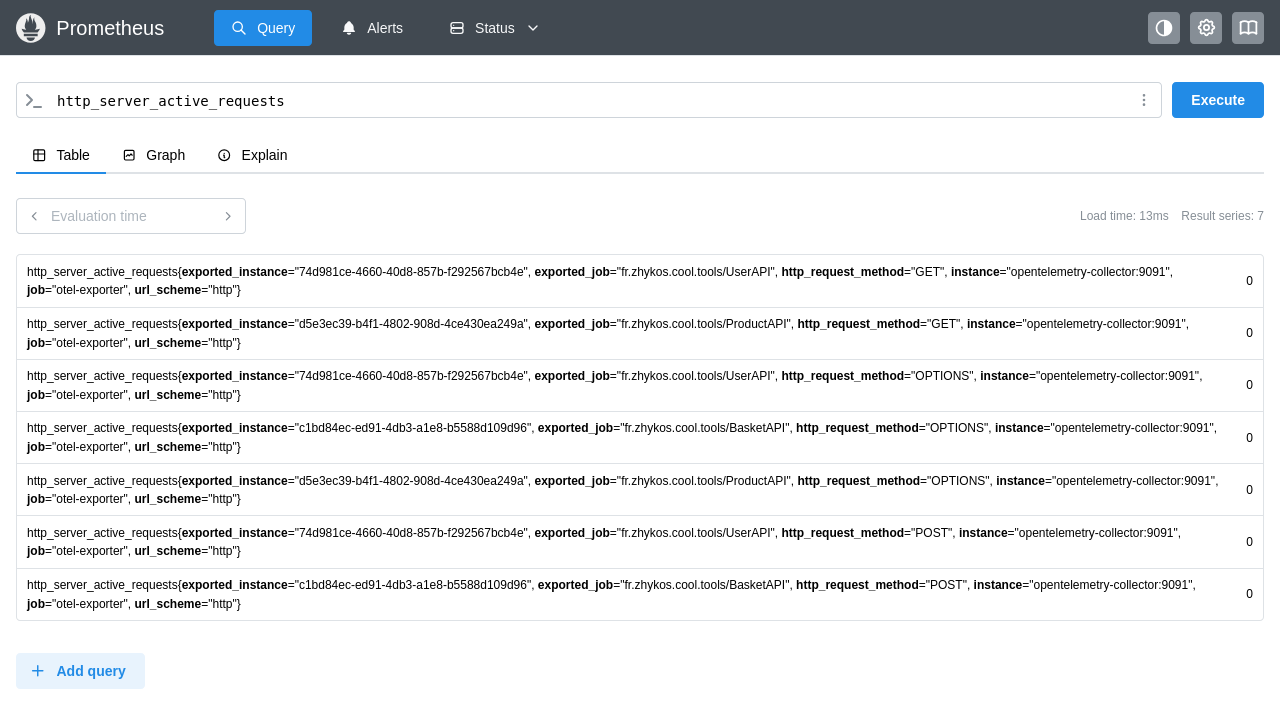 Prometheus
Query
Alerts
Status
http_server_active_requests
Execute
Table
Graph
Explain
Evaluation time
Load time: 13ms Result series: 7
http_server_active_requests{exported_instance="74d981ce-4660-40d8-857b-f292567bcb4e", exported_job="fr.zhykos.cool.tools/UserAPI", http_request_method="GET", instance="opentelemetry-collector:9091",
job="otel-exporter", url_scheme="http"}
0
http_server_active_requests{exported_instance="d5e3ec39-b4f1-4802-908d-4ce430ea249a", exported_job="fr.zhykos.cool.tools/ProductAPI", http_request_method="GET", instance="opentelemetry-collector:9091",
job="otel-exporter", url_scheme="http"}
0
http_server_active_requests{exported_instance="74d981ce-4660-40d8-857b-f292567bcb4e", exported_job="fr.zhykos.cool.tools/UserAPI", http_request_method="OPTIONS", instance="opentelemetry-collector:9091",
job="otel-exporter", url_scheme="http"}
0
http_server_active_requests{exported_instance="c1bd84ec-ed91-4db3-a1e8-b5588d109d96", exported_job="fr.zhykos.cool.tools/BasketAPI", http_request_method="OPTIONS", instance="opentelemetry-collector:9091",
job="otel-exporter", url_scheme="http"}
0
http_server_active_requests{exported_instance="d5e3ec39-b4f1-4802-908d-4ce430ea249a", exported_job="fr.zhykos.cool.tools/ProductAPI", http_request_method="OPTIONS", instance="opentelemetry-collector:9091",
job="otel-exporter", url_scheme="http"}
0
http_server_active_requests{exported_instance="74d981ce-4660-40d8-857b-f292567bcb4e", exported_job="fr.zhykos.cool.tools/UserAPI", http_request_method="POST", instance="opentelemetry-collector:9091",
job="otel-exporter", url_scheme="http"}
0
http_server_active_requests{exported_instance="c1bd84ec-ed91-4db3-a1e8-b5588d109d96", exported_job="fr.zhykos.cool.tools/BasketAPI", http_request_method="POST", instance="opentelemetry-collector:9091",
job="otel-exporter", url_scheme="http"}
0
Add query